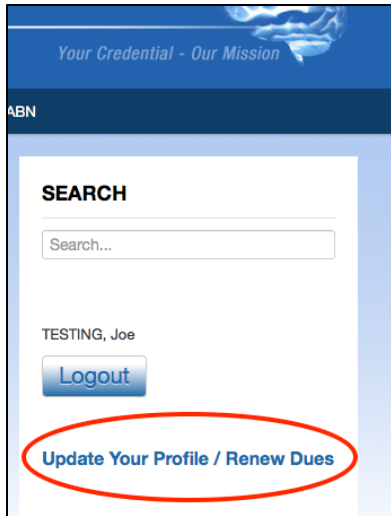 Your Credential - Our Mission
ABN
SEARCH
Search...
TESTING, Joe
Logout
Update Your Profile / Renew Dues